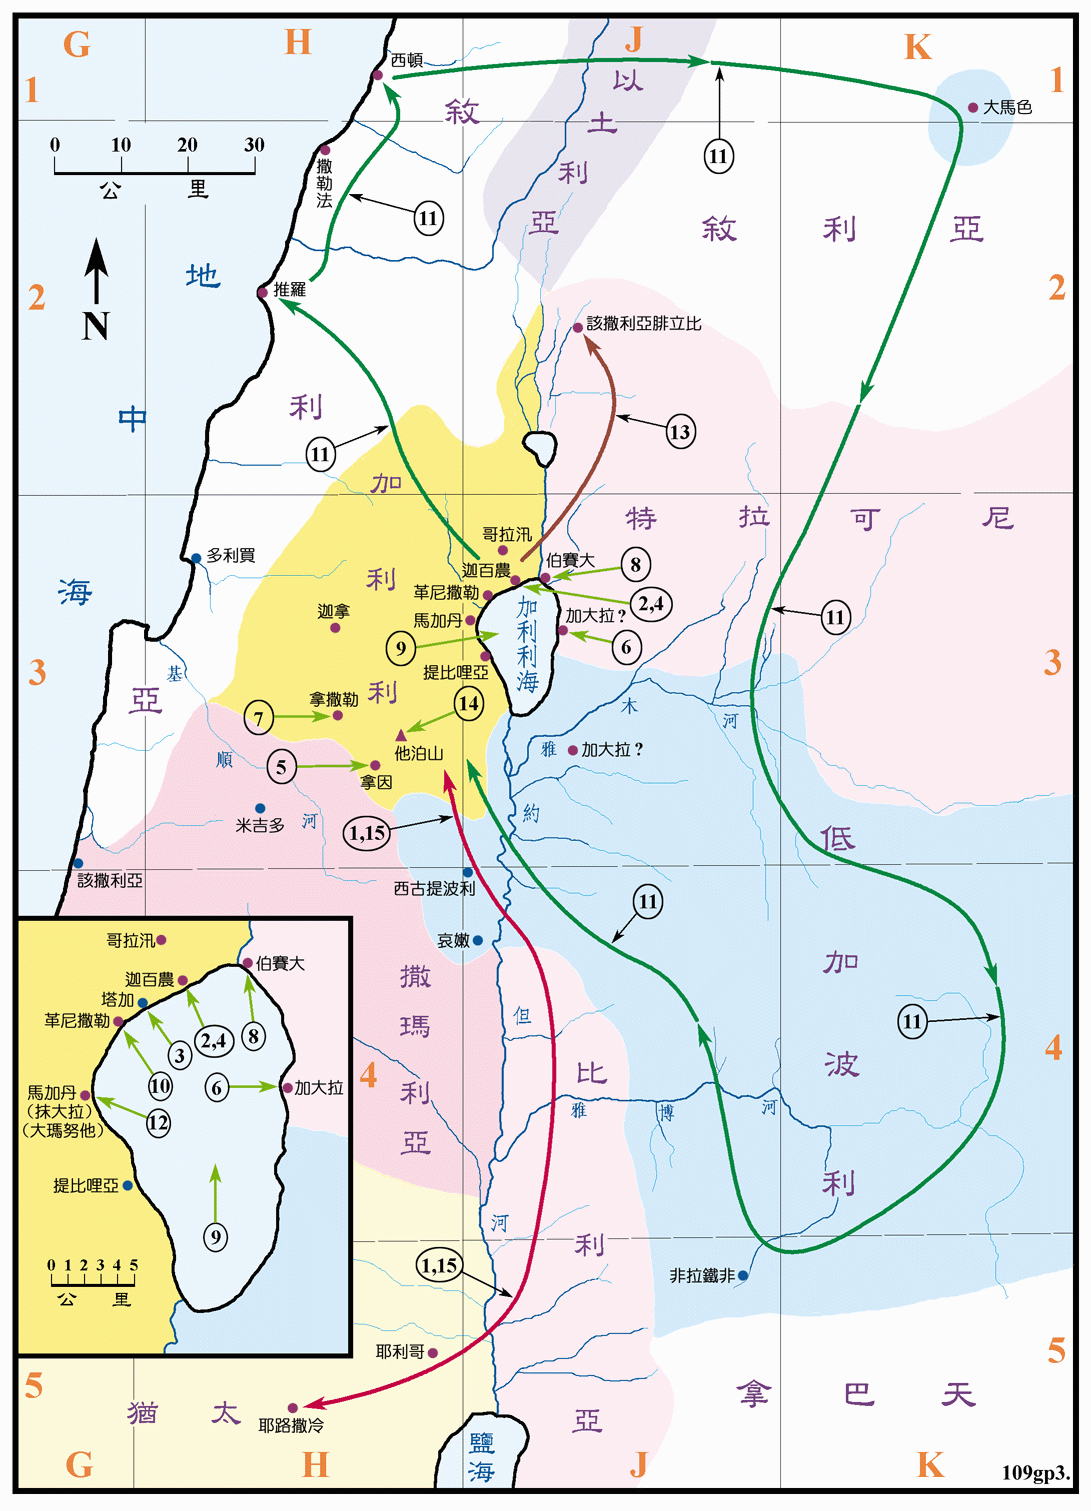 G
H
J
K
1
1
西頓
以
土
利
亞
敘
大馬色
0 10 20 30
公 里
撒勒法
11
11
敘 利 亞
地
中
海
N
2
2
推羅
該撒利亞腓立比
利
11
13
加
利
利
特 拉 可 尼
哥拉汛
多利買
迦百農
伯賽大
8
革尼撒勒
2,4
迦拿
馬加丹
加大拉?
11
9
6
加利利海
3
3
提比哩亞
基
順
河
亞
拿撒勒
7
14
他泊山
5
拿因
雅
木
河
加大拉?
約
米吉多
河
1,15
低
加
波
利
該撒利亞
西古提波利
11
哀嫩
撒
瑪
利
亞
但
河
11
4
4
比
利
亞
雅 博 河
1,15
非拉鐵非
耶利哥
5
5
猶 太
耶路撒冷
拿 巴 天
鹽海
G
H
J
K
109gp3.
哥拉汛
伯賽大
迦百農
塔加
革尼撒勒
2,4
8
3
10
6
加大拉
馬加丹
(抹大拉)
(大瑪努他)
12
提比哩亞
9
0 1 2 3 4 5
公 里